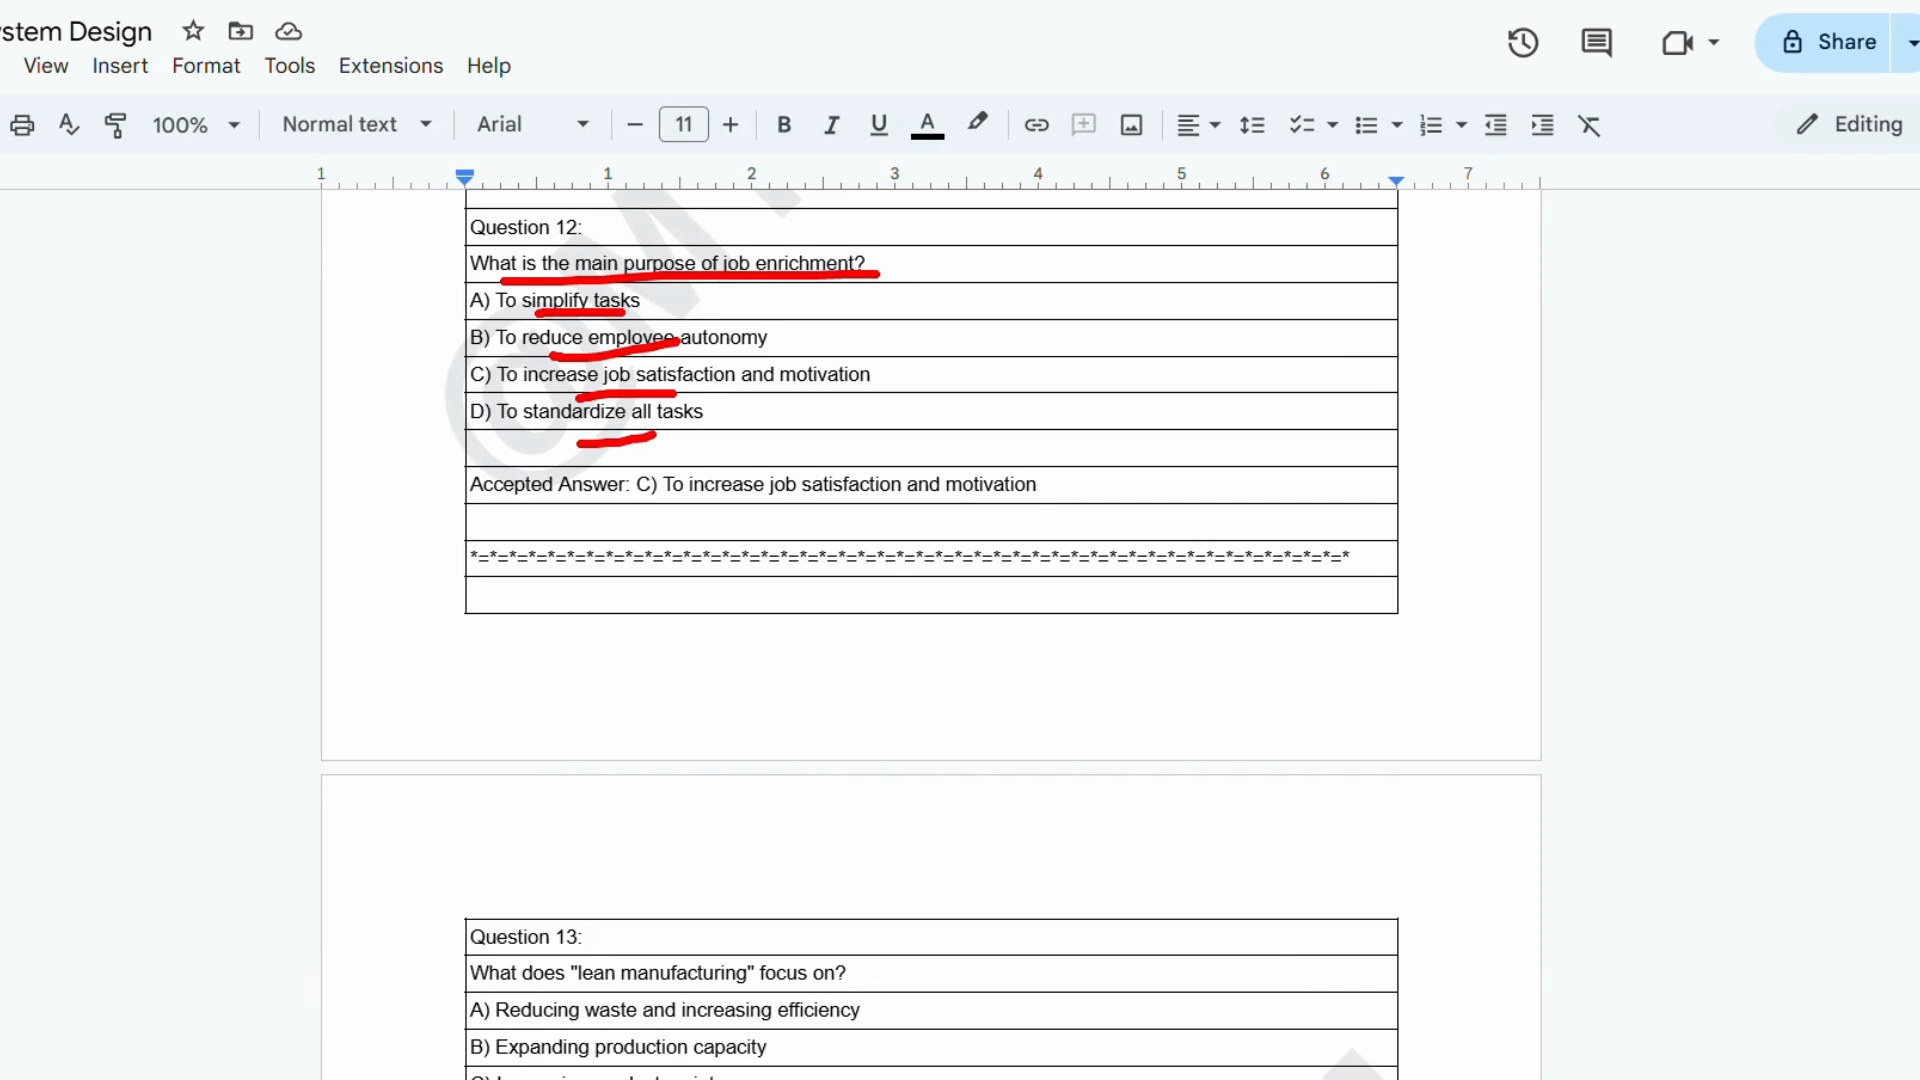 ystem Design
View Insert Format Tools Extensions Help
Share
100% Normal text Arial 11 B I U A Editing
1 1 2 3 4 5 6 7
Question 12:
What is the main purpose of job enrichment?
A) To simplify tasks
B) To reduce employee autonomy
C) To increase job satisfaction and motivation
D) To standardize all tasks
Accepted Answer: C) To increase job satisfaction and motivation
*=*=*=*=*=*=*=*=*=*=*=*=*=*=*=*=*=*=*=*=*=*=*=*=*=*=*=*=*=*=*=*=*=*=*=*=*=*=*=*=*=*=*=*=*=*
Question 13:
What does "lean manufacturing" focus on?
A) Reducing waste and increasing efficiency
B) Expanding production capacity